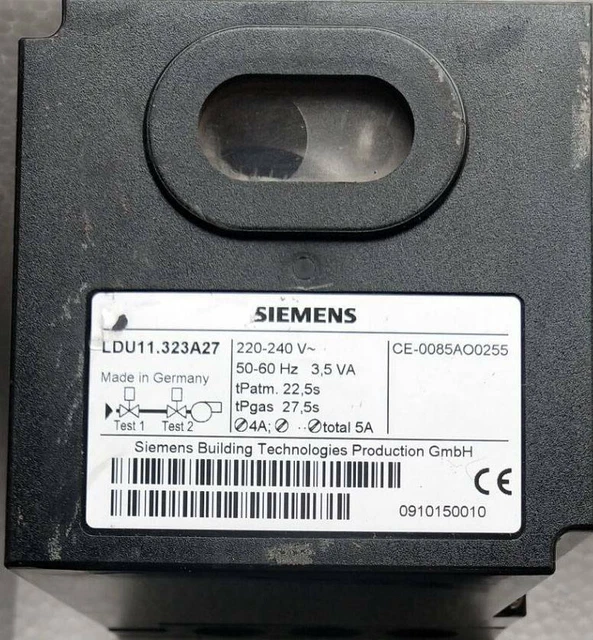 SIEMENS
LDU11.323A27
220-240 V~
CE-0085AO0255
50-60 Hz 3,5 VA
Made in Germany
tPatm. 22,5s
tPgas 27,5s
Test 1 Test 2
4A; ·· total 5A
Siemens Building Technologies Production GmbH
CE
0910150010